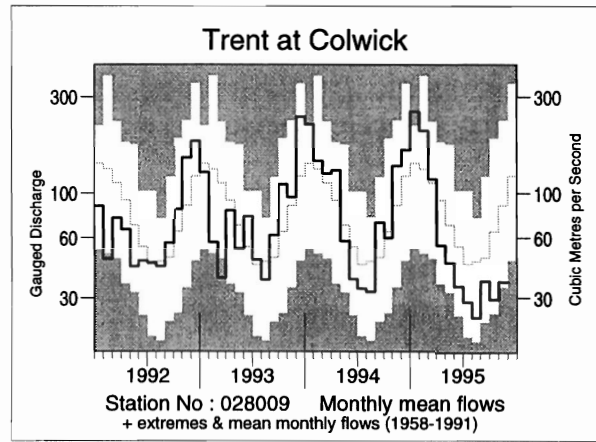 Trent at Colwick
Gauged Discharge
300
100
60
30
300
100
60
30
Cubic Metres per Second
1992 1993 1994 1995
Station No : 028009 Monthly mean flows
+ extremes & mean monthly flows (1958-1991)